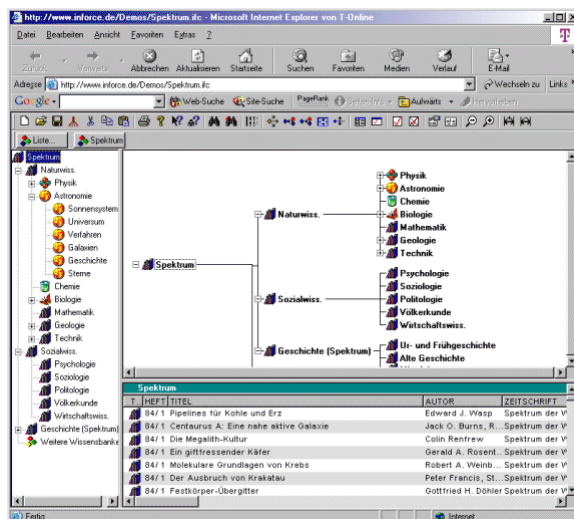 http://www.inforce.de/Demos/Spektrum.ifc - Microsoft Internet Explorer von T-Online
Datei Bearbeiten Ansicht Favoriten Extras ?
Zurück Vorwärts Abbrechen Aktualisieren Startseite Suchen Favoriten Medien Verlauf E-Mail
Adresse http://www.inforce.de/Demos/Spektrum.ifc Wechseln zu Links »
Google Web-Suche Site-Suche PageRank Seiten-Info Aufwärts Hervorheben
Liste... Spektrum
Spektrum
Naturwiss.
Physik
Astronomie
Sonnensystem
Universum
Verfahren
Galaxien
Geschichte
Sterne
Chemie
Biologie
Mathematik
Geologie
Technik
Sozialwiss.
Psychologie
Soziologie
Politologie
Völkerkunde
Wirtschaftswiss.
Geschichte (Spektrum)
Weitere Wissensbanke
Spektrum
Naturwiss.
Physik
Astronomie
Chemie
Biologie
Mathematik
Geologie
Technik
Sozialwiss.
Psychologie
Soziologie
Politologie
Völkerkunde
Wirtschaftswiss.
Geschichte (Spektrum)
Ur- und Frühgeschichte
Alte Geschichte
Spektrum
T.. HEFT TITEL AUTOR ZEITSCHRIFT
84/ 1 Pipelines für Kohle und Erz Edward J. Wasp Spektrum der W
84/ 1 Centaurus A: Eine nahe aktive Galaxie Jack O. Burns, R... Spektrum der W
84/ 1 Die Megalith-Kultur Colin Renfrew Spektrum der W
84/ 1 Ein giftfressender Käfer Gerald A. Rosent... Spektrum der W
84/ 1 Molekulare Grundlagen von Krebs Robert A. Weinb... Spektrum der W
84/ 1 Der Ausbruch von Krakatau Peter Francis, St... Spektrum der W
84/ 1 Festkörper-Übergitter Gottfried H. Döhler Spektrum der W
Fertig Internet